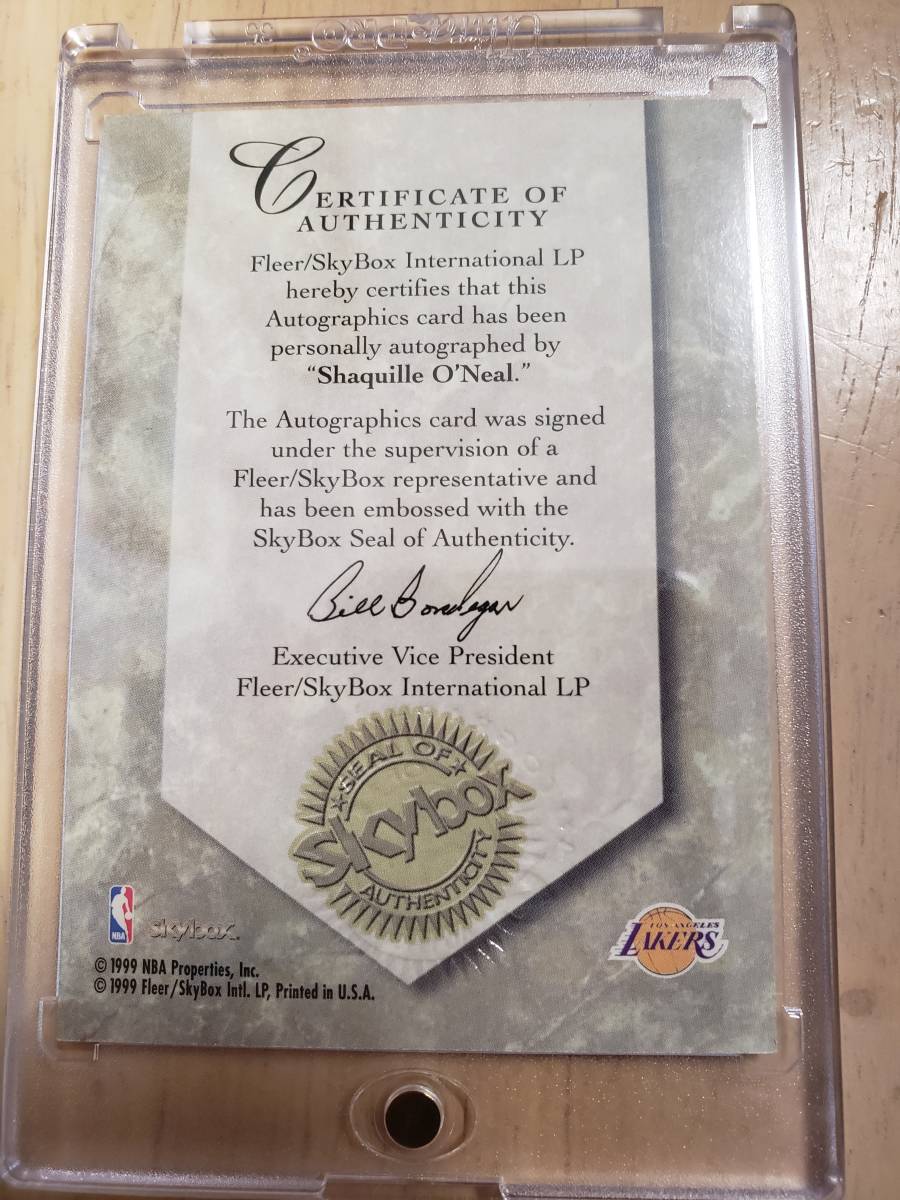 Ultra PRO®
CERTIFICATE OF
AUTHENTICITY
Fleer/SkyBox International LP
hereby certifies that this
Autographics card has been
personally autographed by
“Shaquille O’Neal.”
The Autographics card was signed
under the supervision of a
Fleer/SkyBox representative and
has been embossed with the
SkyBox Seal of Authenticity.
Executive Vice President
Fleer/SkyBox International LP
★SEAL OF★
Skybox
AUTHENTICITY
NBA
skybox.
LOS ANGELES
LAKERS
© 1999 NBA Properties, Inc.
© 1999 Fleer/SkyBox Intl. LP, Printed in U.S.A.